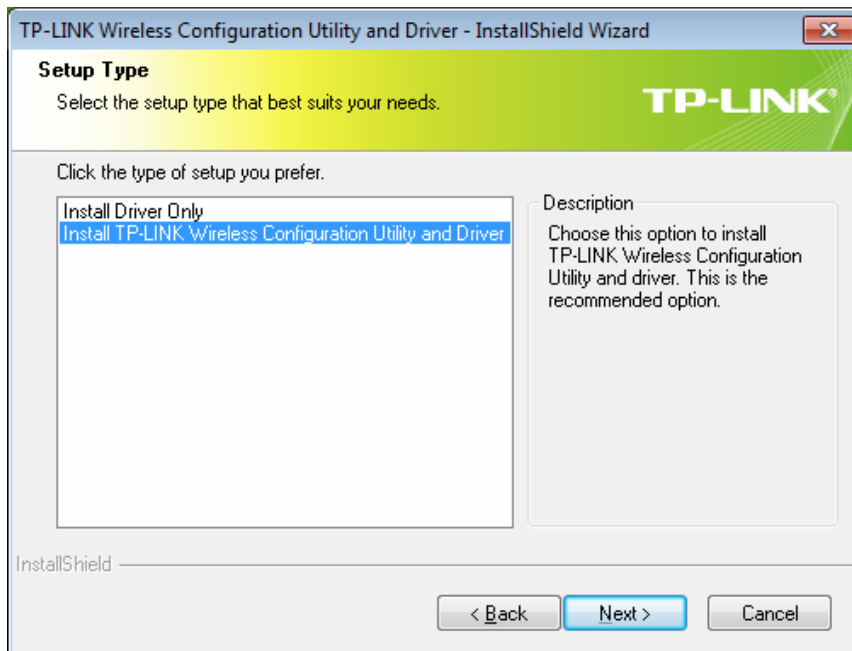 TP-LINK Wireless Configuration Utility and Driver - InstallShield Wizard
Setup Type
Select the setup type that best suits your needs.
TP-LINK®
Click the type of setup you prefer.
Install Driver Only
Install TP-LINK Wireless Configuration Utility and Driver
Description
Choose this option to install
TP-LINK Wireless Configuration
Utility and driver. This is the
recommended option.
InstallShield
< Back
Next >
Cancel